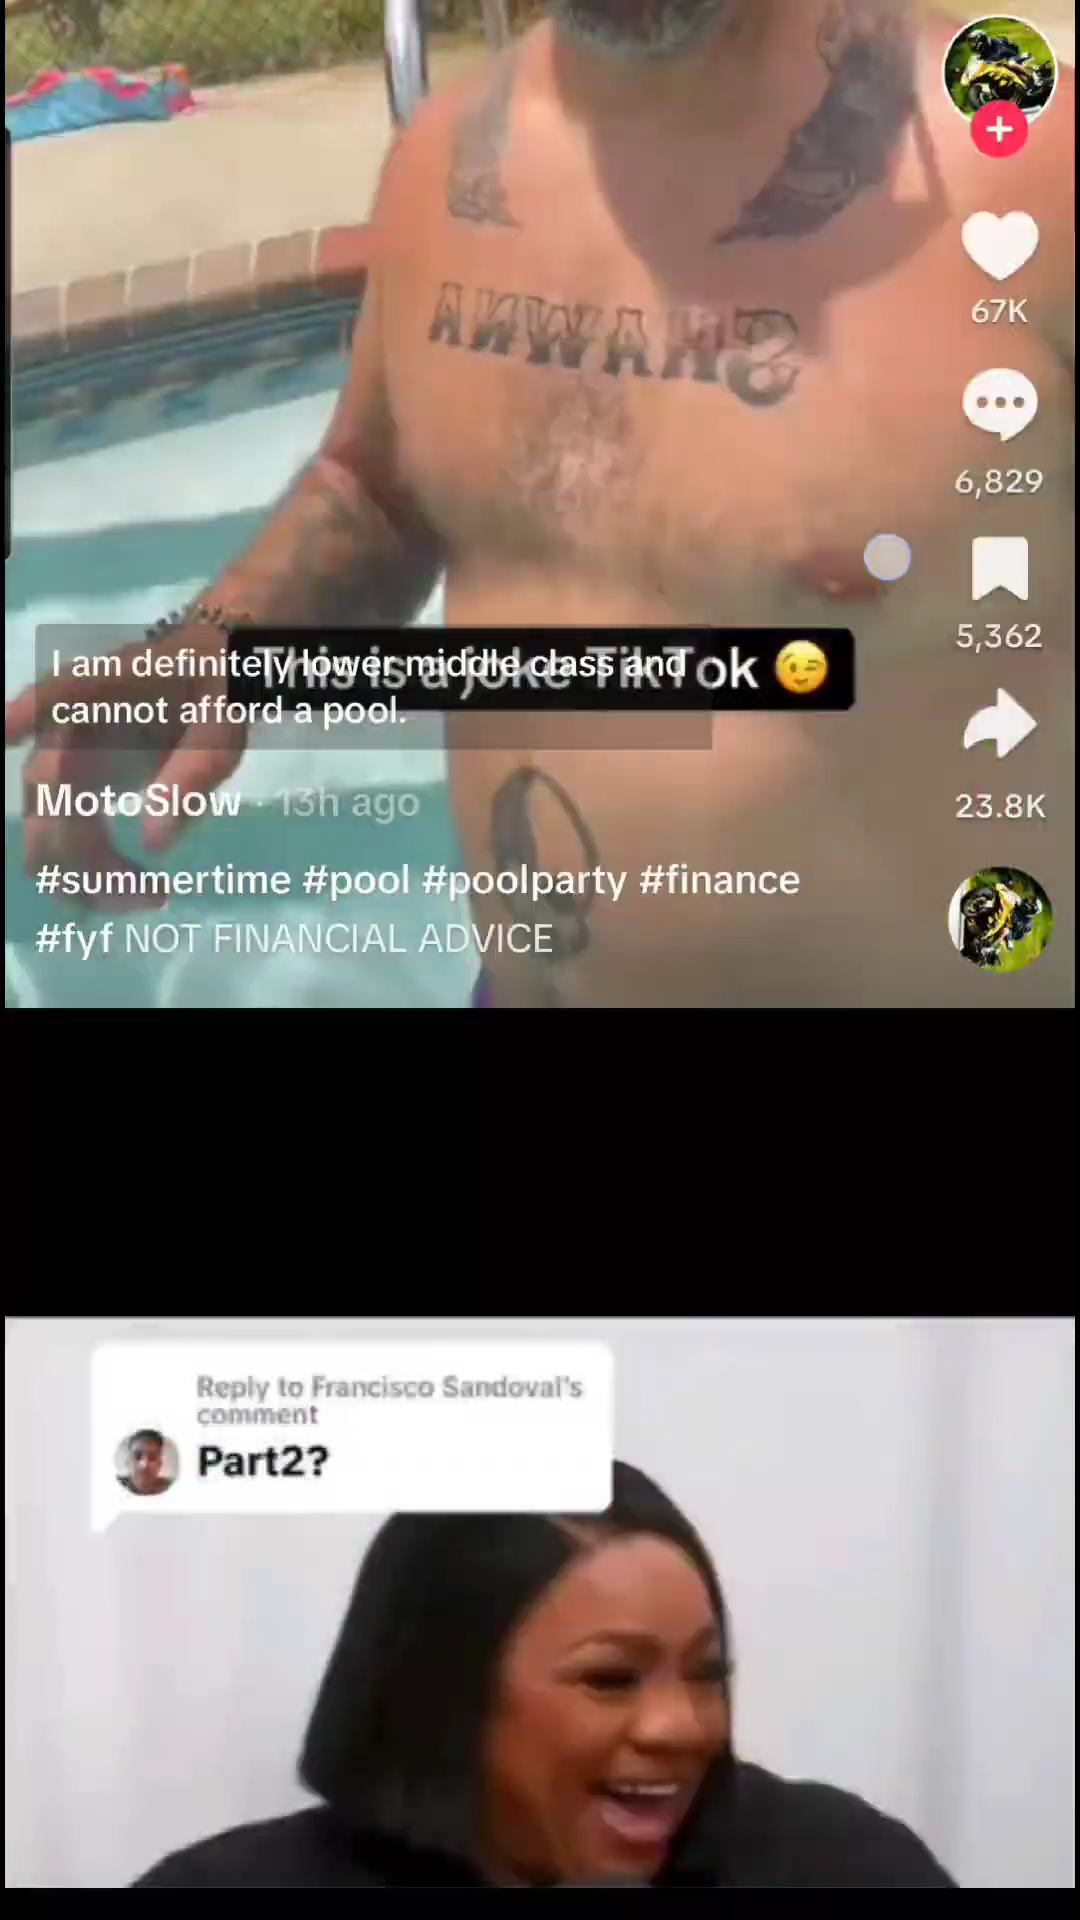 SHAWNA
67K
6,829
5,362
This is a joke TikTok 😉
I am definitely lower middle class and
cannot afford a pool.
23.8K
MotoSlow · 13h ago
#summertime #pool #poolparty #finance
#fyf NOT FINANCIAL ADVICE
Reply to Francisco Sandoval's
comment
Part2?